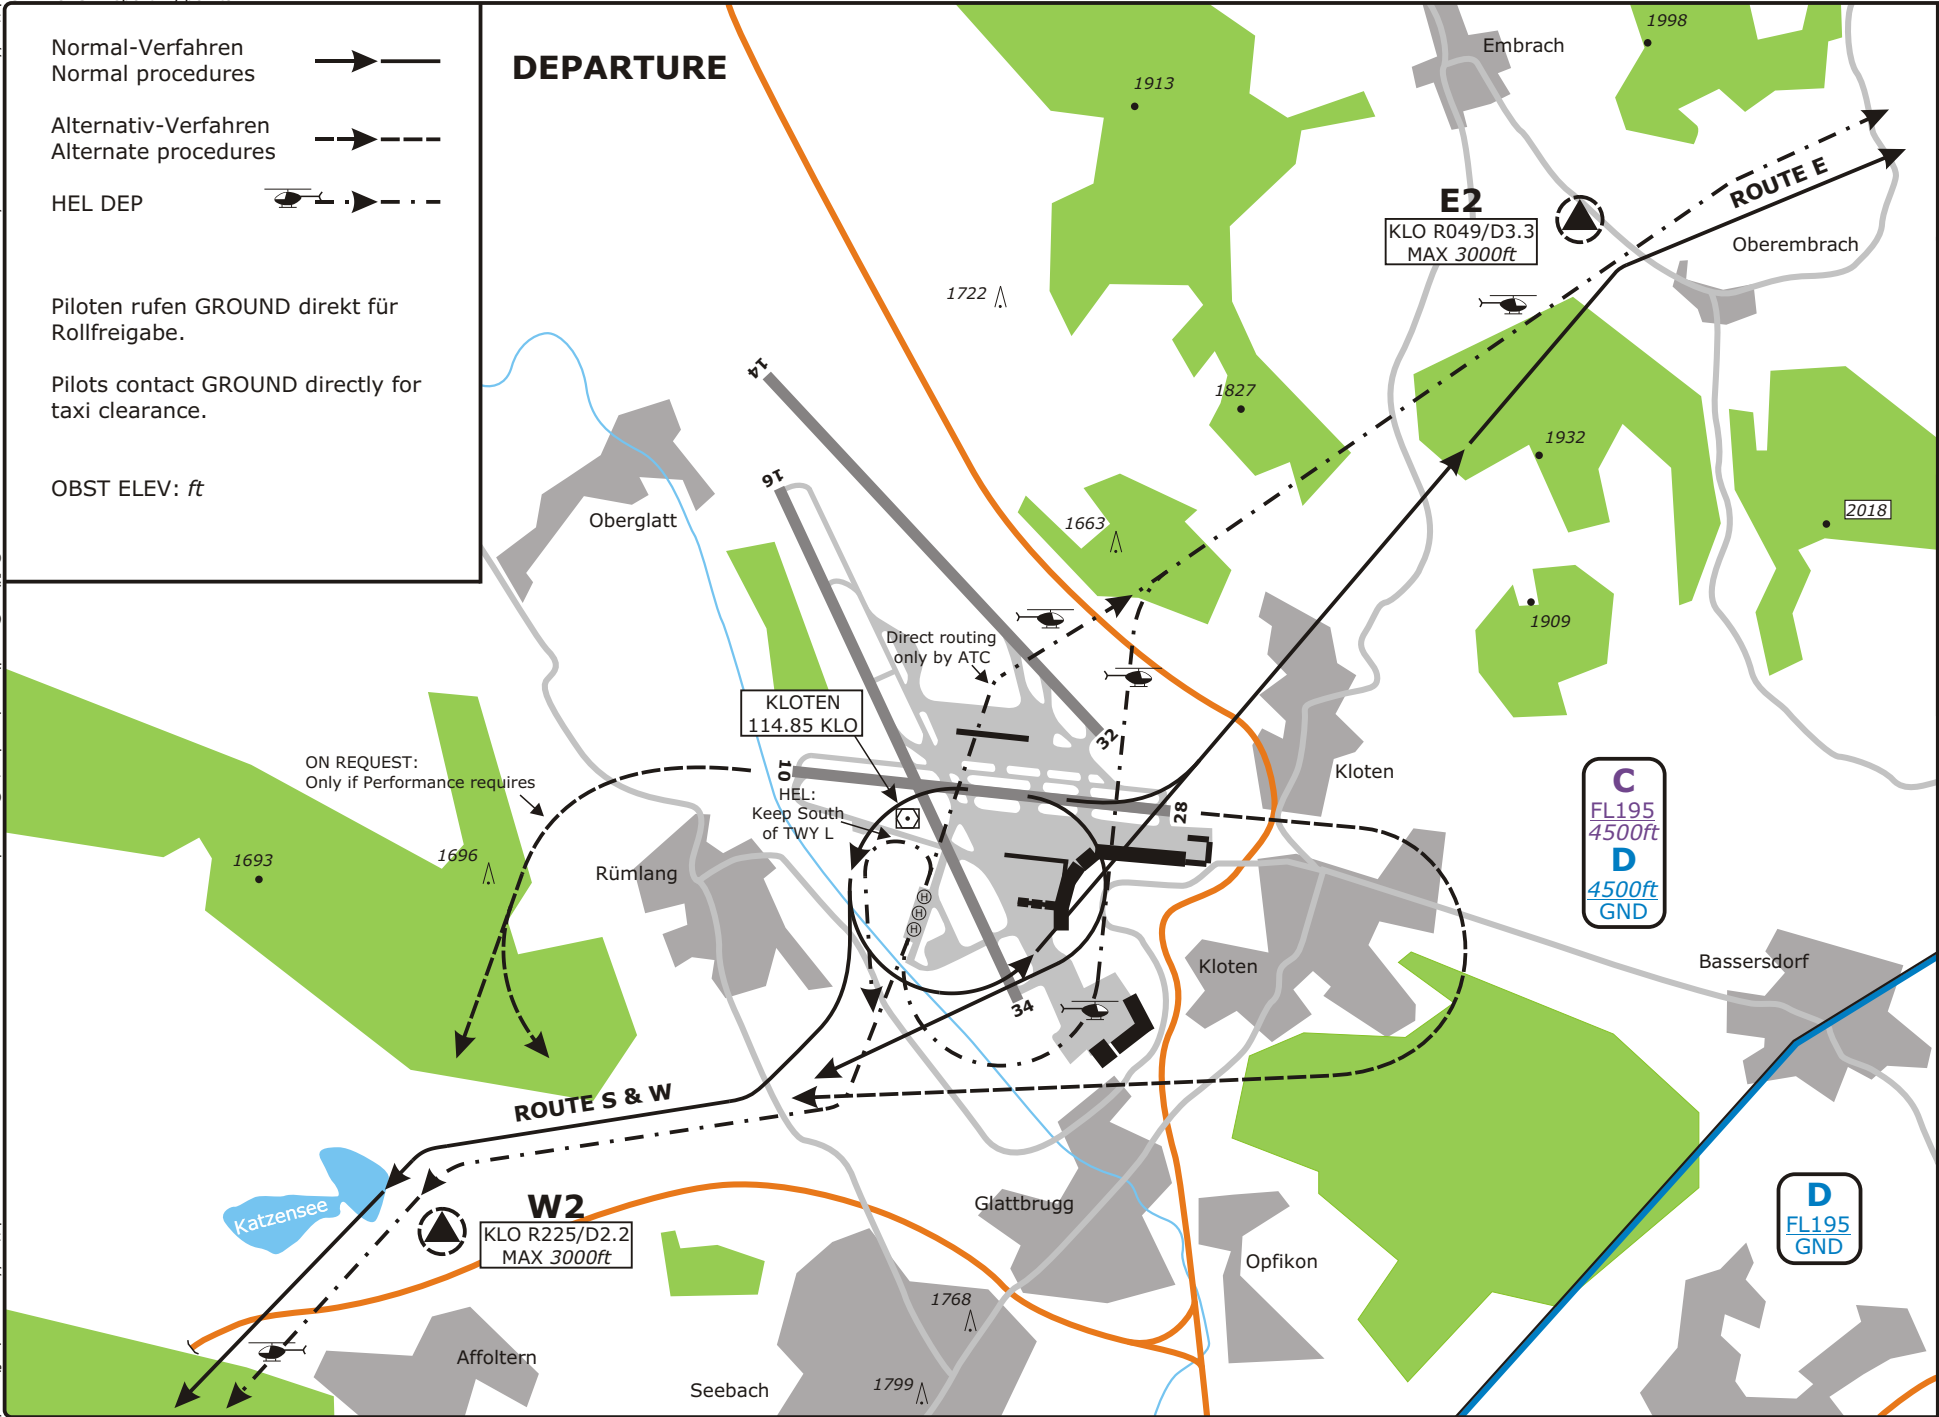 Normal-Verfahren
Normal procedures
Alternativ-Verfahren
Alternate procedures
HEL DEP
Piloten rufen GROUND direkt für
Rollfreigabe.
Pilots contact GROUND directly for
taxi clearance.
OBST ELEV: ft
DEPARTURE
1998
Embrach
1913
ROUTE E
E2
KLO R049/D3.3
MAX 3000ft
Oberembrach
1722
14
1827
1932
16
2018
Oberglatt
1663
1909
Direct routing
only by ATC
KLOTEN
114.85 KLO
32
ON REQUEST:
Only if Performance requires
10
HEL:
Keep South
of TWY L
28
Kloten
C
FL195
4500ft
D
4500ft
GND
1693
1696
Rümlang
H
H
H
Kloten
Bassersdorf
34
ROUTE S & W
Katzensee
W2
KLO R225/D2.2
MAX 3000ft
Glattbrugg
Opfikon
D
FL195
GND
1768
Affoltern
Seebach
1799